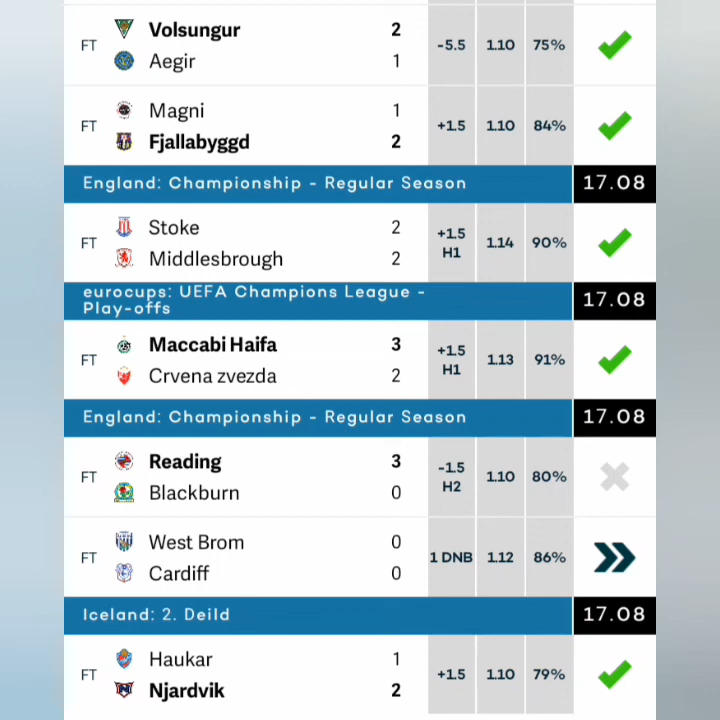 Volsungur 2
FT -5.5 1.10 75%
Aegir 1
Magni 1
FT +1.5 1.10 84%
Fjallabyggd 2
England: Championship - Regular Season 17.08
Stoke 2
FT +1.5 H1 1.14 90%
Middlesbrough 2
eurocups: UEFA Champions League -
Play-offs 17.08
Maccabi Haifa 3
FT +1.5 H1 1.13 91%
Crvena zvezda 2
England: Championship - Regular Season 17.08
Reading 3
FT -1.5 H2 1.10 80%
Blackburn 0
West Brom 0
FT 1 DNB 1.12 86%
Cardiff 0
Iceland: 2. Deild 17.08
Haukar 1
FT +1.5 1.10 79%
Njardvik 2